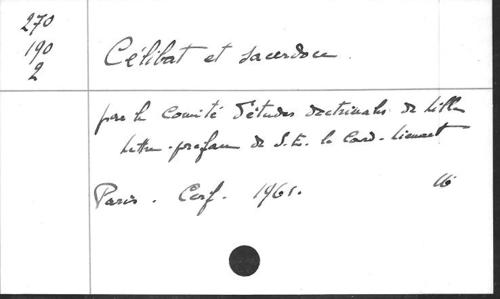 270
190
2
Célibat et sacerdoce.
par le Comité d'études doctrinales de Lille
Lettre-préface de S.E. le Card. Liénart
Paris. Cerf. 1961.
16